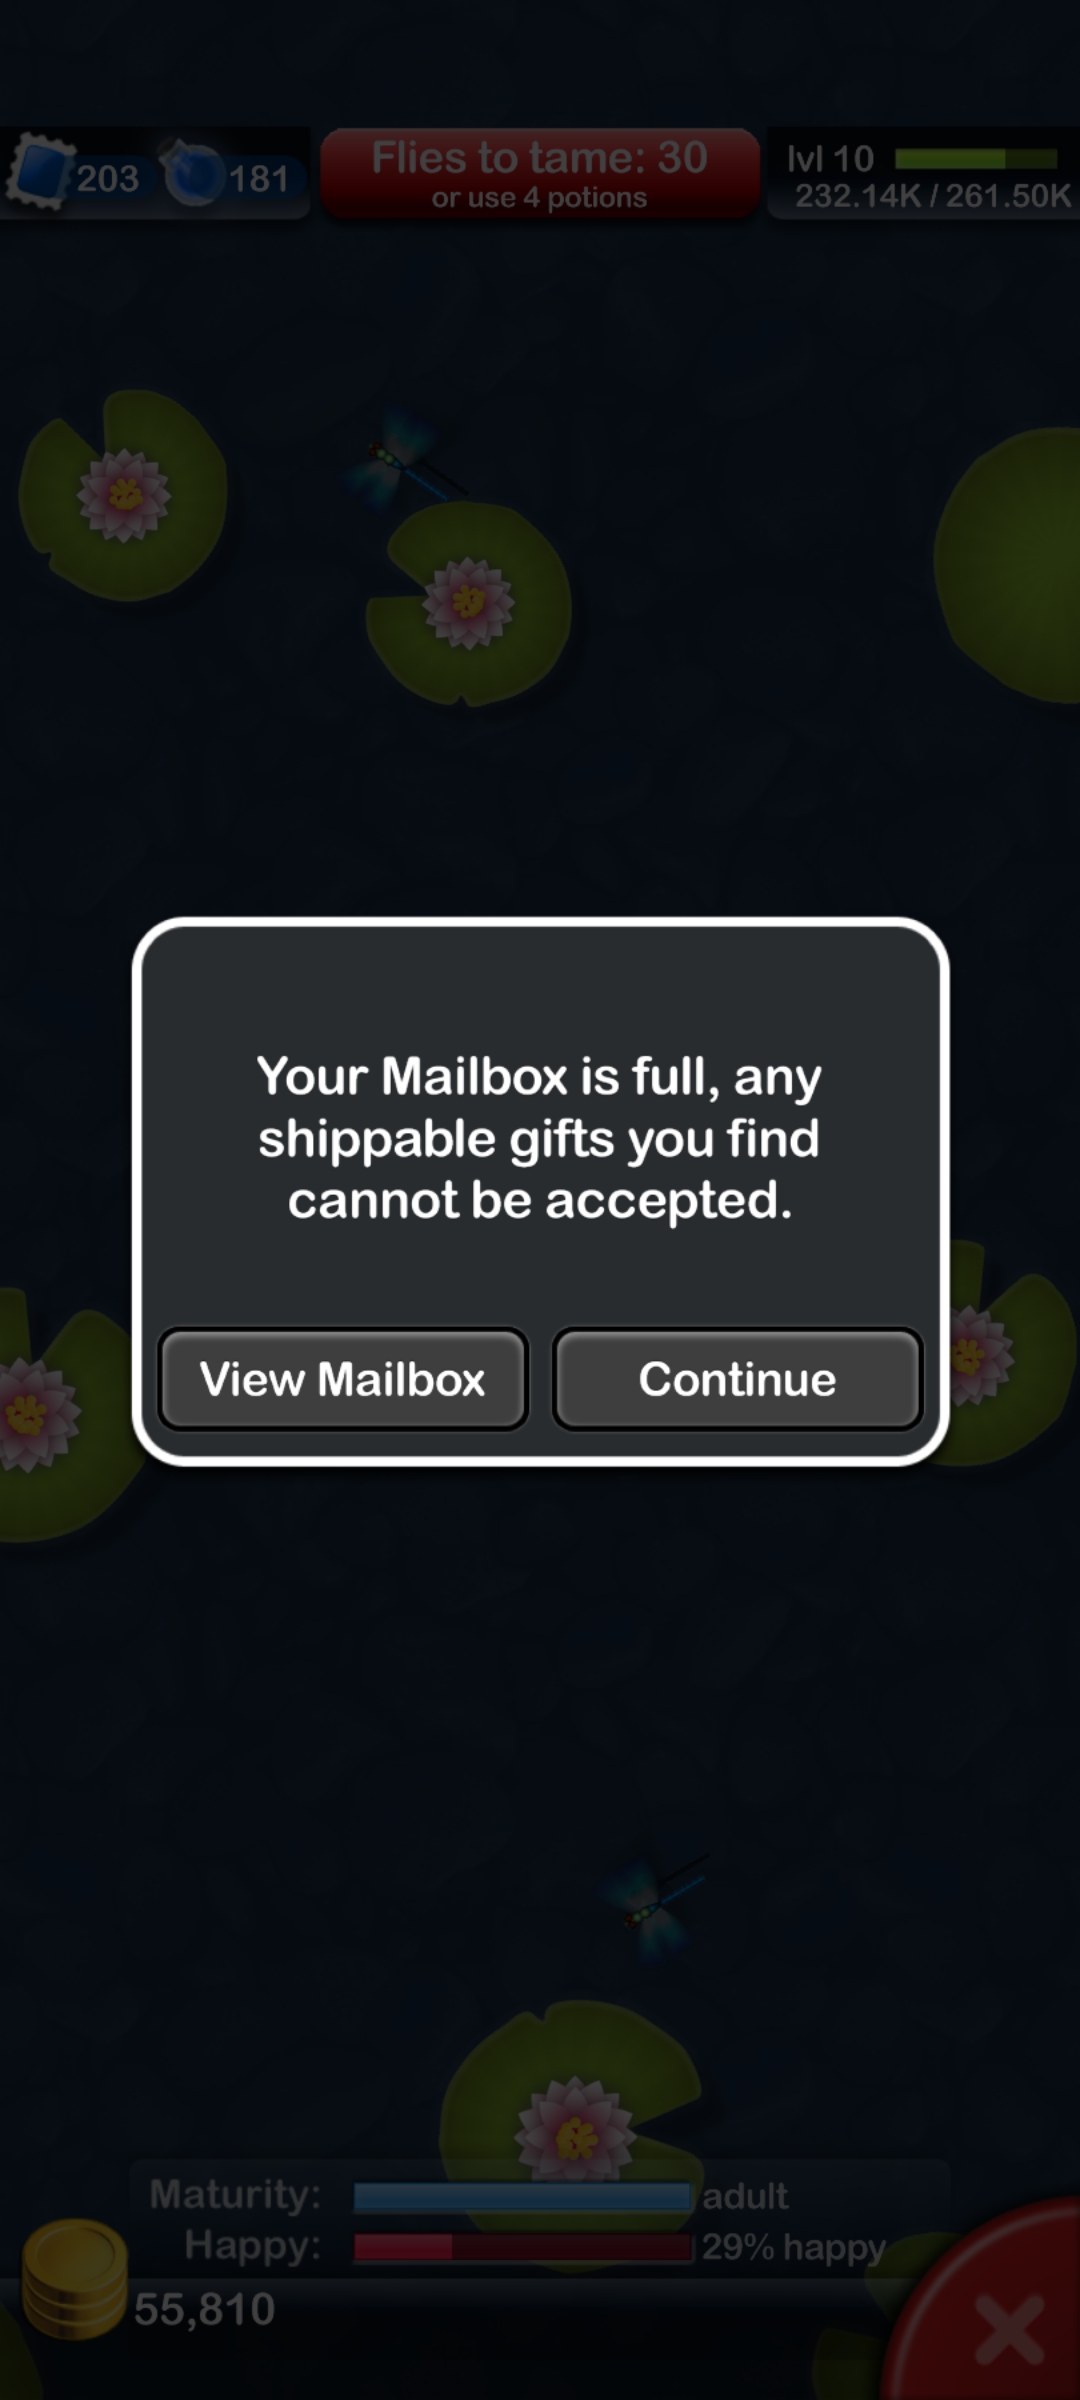 203
181
Flies to tame: 30
or use 4 potions
lvl 10
232.14K / 261.50K
Your Mailbox is full, any
shippable gifts you find
cannot be accepted.
View Mailbox
Continue
Maturity:
adult
Happy:
29% happy
55,810